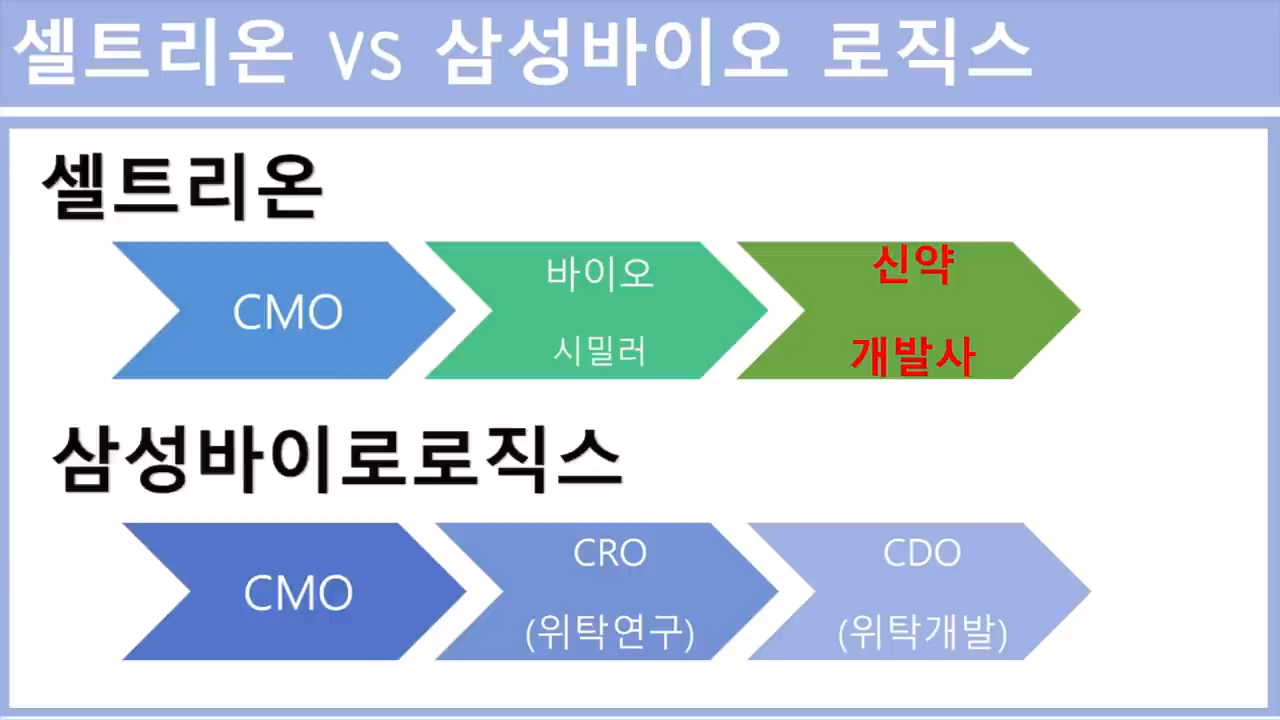 셀트리온 VS 삼성바이오 로직스
셀트리온
CMO
바이오
시밀러
신약
개발사
삼성바이로로직스
CMO
CRO
(위탁연구)
CDO
(위탁개발)